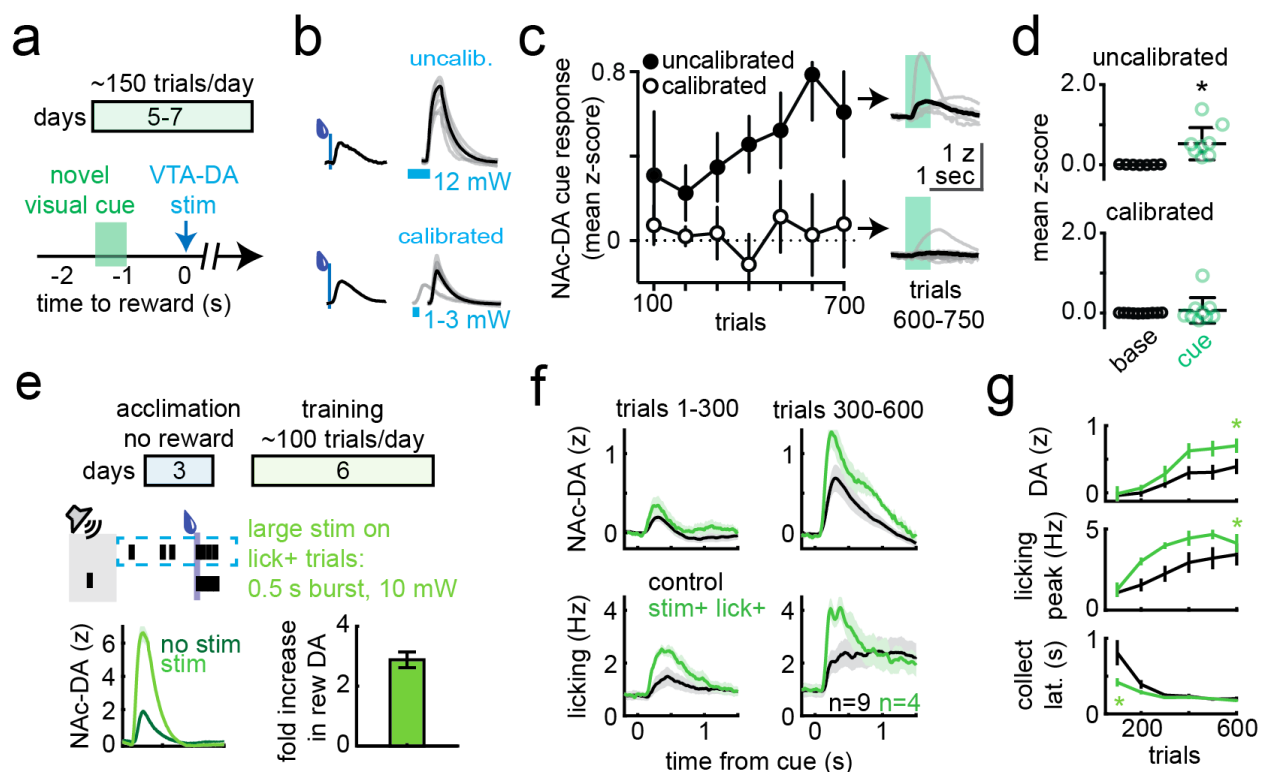 a
~150 trials/day
days
5-7
novel
visual cue
VTA-DA
stim
-2
-1
0
time to reward (s)
b
uncalib.
12 mW
calibrated
1-3 mW
c
NAc-DA cue response
(mean z-score)
uncalibrated
calibrated
0.8
0
100
700
trials
1 z
1 sec
trials
600-750
d
uncalibrated
mean z-score
2.0
*
0.0
calibrated
2.0
0.0
base
cue
e
acclimation
no reward
training
~100 trials/day
days
3
6
large stim on
lick+ trials:
0.5 s burst, 10 mW
NAc-DA (z)
6
4
2
0
no stim
stim
fold increase
in rew DA
4
2
0
f
trials 1-300
trials 300-600
NAc-DA (z)
1
0
1
0
control
stim+ lick+
licking (Hz)
4
2
0
4
2
0
n=9 n=4
0
1
0
1
time from cue (s)
g
DA (z)
1
0
*
licking
peak (Hz)
5
0
*
collect
lat. (s)
1
0
*
200
600
trials